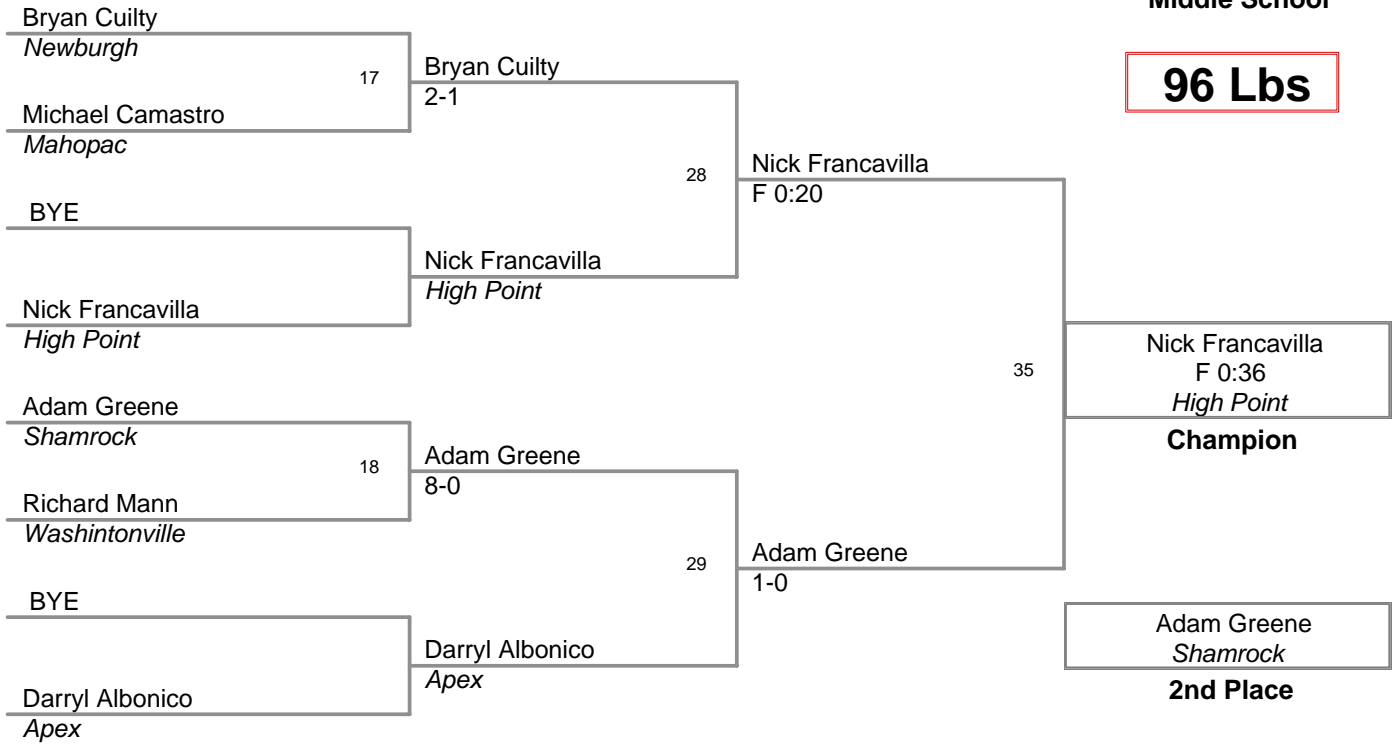 Middle School
96 Lbs
Bryan Cuilty
Newburgh
17
Michael Camastro
Mahopac
Bryan Cuilty
2-1
BYE
Nick Francavilla
High Point
Nick Francavilla
High Point
28
Nick Francavilla
F 0:20
Adam Greene
Shamrock
18
Richard Mann
Washintonville
Adam Greene
8-0
BYE
Darryl Albonico
Apex
Darryl Albonico
Apex
29
Adam Greene
1-0
35
Nick Francavilla
F 0:36
High Point
Champion
Adam Greene
Shamrock
2nd Place